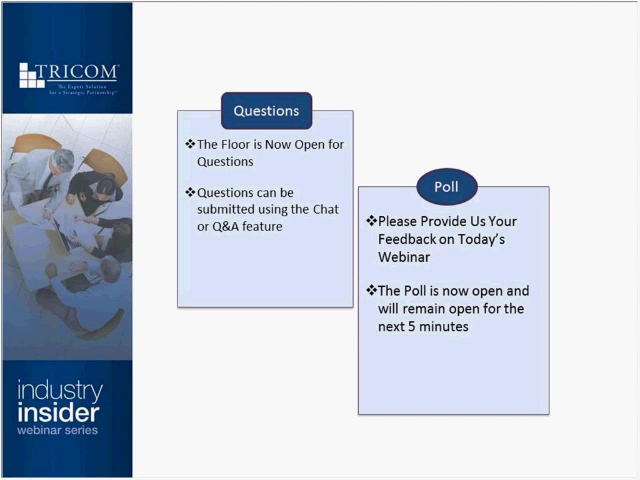 TRICOM
The Expert Solution
for a Strategic Partnership
Questions
❖The Floor is Now Open for
Questions
❖Questions can be
submitted using the Chat
or Q&A feature
Poll
❖Please Provide Us Your
Feedback on Today's
Webinar
❖The Poll is now open and
will remain open for the
next 5 minutes
industry
insider
webinar series